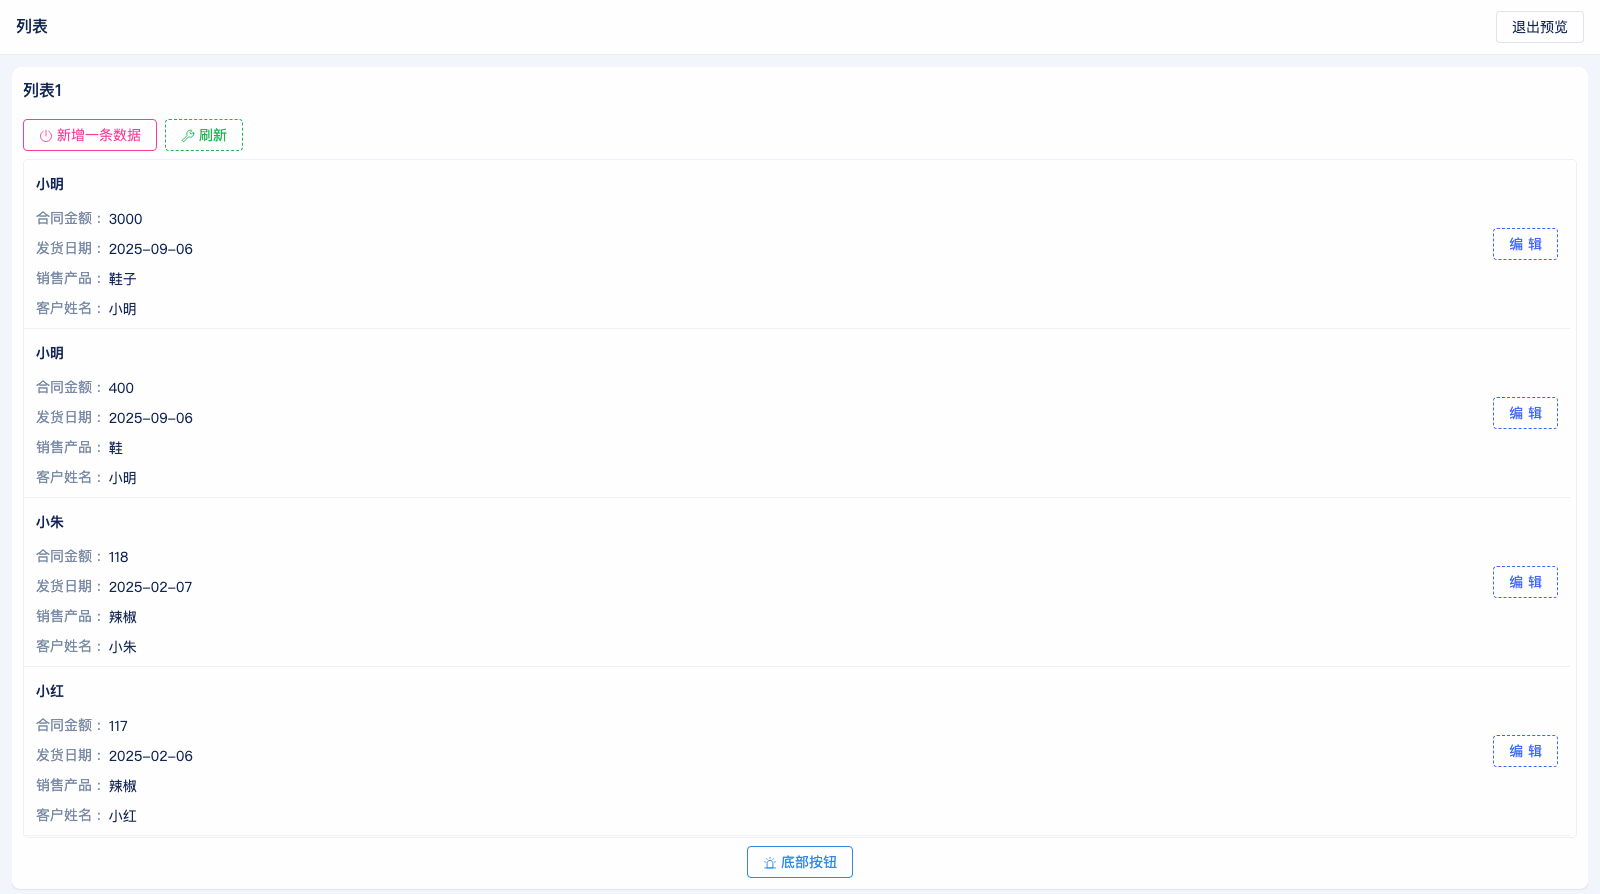 列表
退出预览
列表1
新增一条数据
刷新
小明
合同金额： 3000
发货日期： 2025-09-06
销售产品： 鞋子
客户姓名： 小明
编 辑
小明
合同金额： 400
发货日期： 2025-09-06
销售产品： 鞋
客户姓名： 小明
编 辑
小朱
合同金额： 118
发货日期： 2025-02-07
销售产品： 辣椒
客户姓名： 小朱
编 辑
小红
合同金额： 117
发货日期： 2025-02-06
销售产品： 辣椒
客户姓名： 小红
编 辑
底部按钮